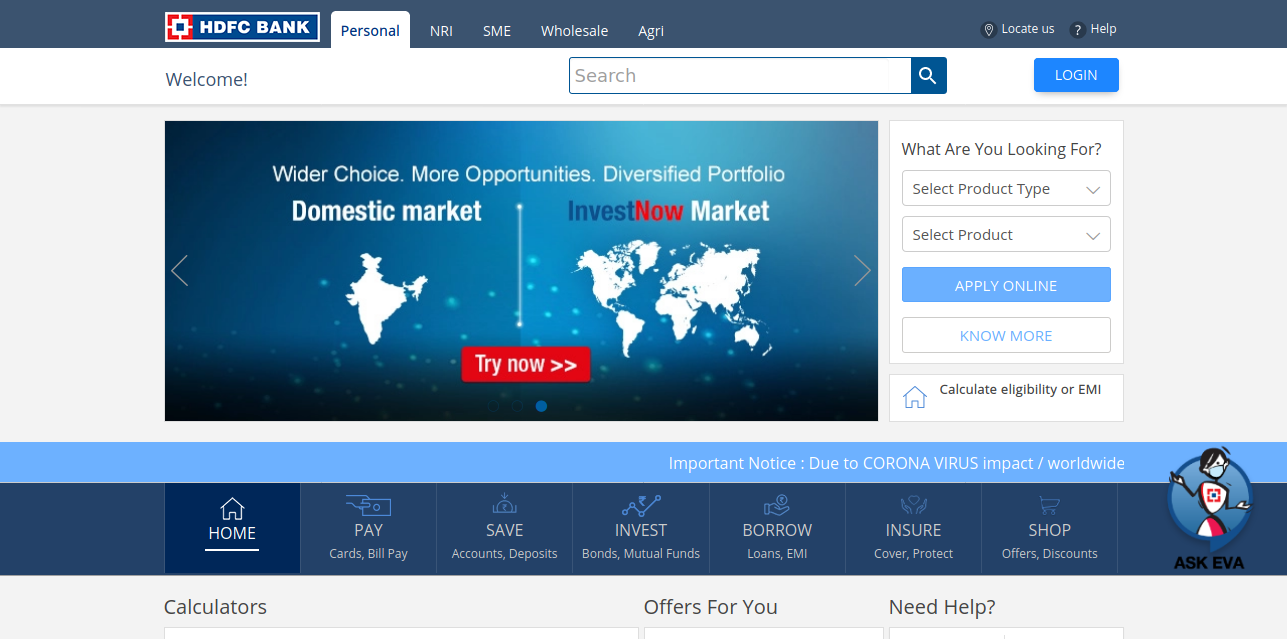 HDFC BANK
Personal
NRI
SME
Wholesale
Agri
Locate us
? Help
Welcome!
Search
LOGIN
Wider Choice. More Opportunities. Diversified Portfolio
Domestic market
InvestNow Market
Try now >>
What Are You Looking For?
Select Product Type
Select Product
APPLY ONLINE
KNOW MORE
Calculate eligibility or EMI
Important Notice : Due to CORONA VIRUS impact / worldwide
HOME
PAY
Cards, Bill Pay
SAVE
Accounts, Deposits
INVEST
Bonds, Mutual Funds
BORROW
Loans, EMI
INSURE
Cover, Protect
SHOP
Offers, Discounts
ASK EVA
Calculators
Offers For You
Need Help?